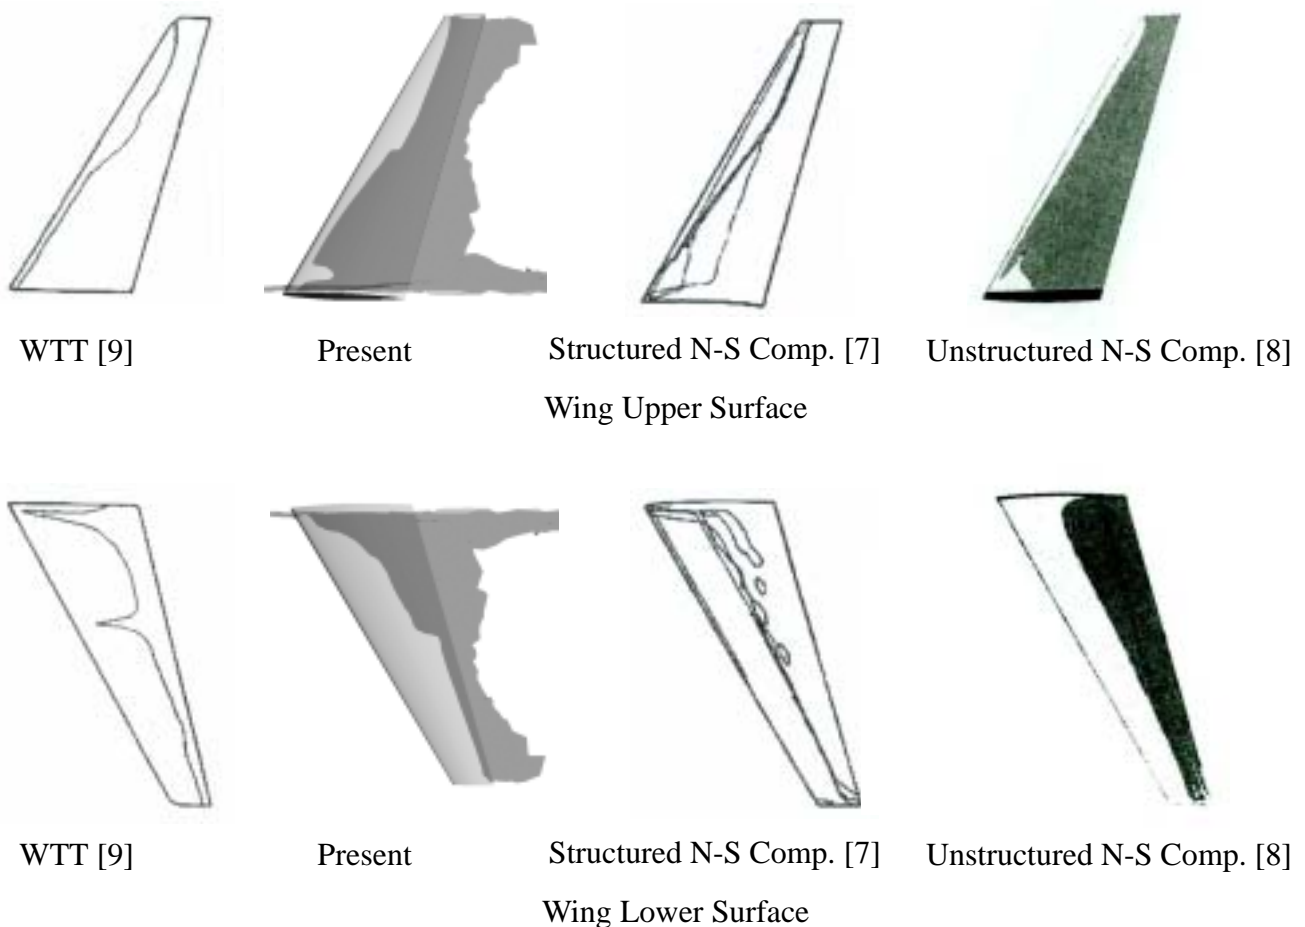 WTT [9] Present Structured N-S Comp. [7] Unstructured N-S Comp. [8]
Wing Upper Surface
WTT [9] Present Structured N-S Comp. [7] Unstructured N-S Comp. [8]
Wing Lower Surface